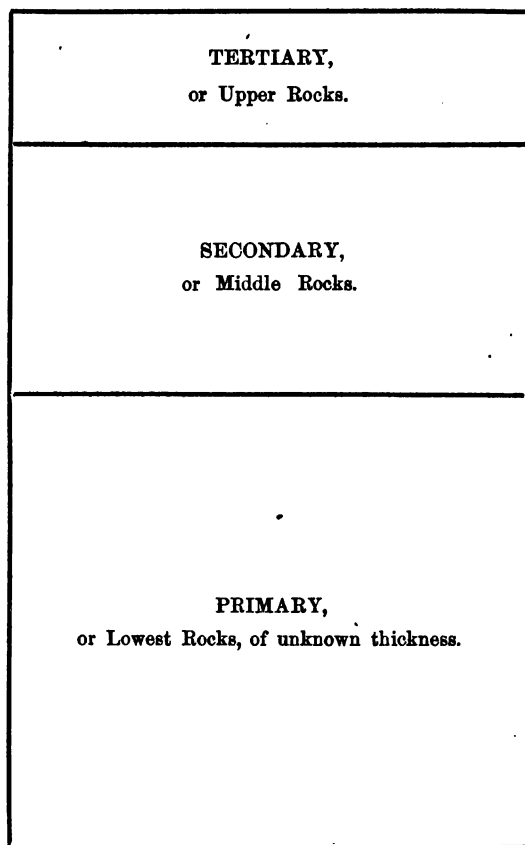 TERTIARY,
or Upper Rocks.
SECONDARY,
or Middle Rocks.
PRIMARY,
or Lowest Rocks, of unknown thickness.